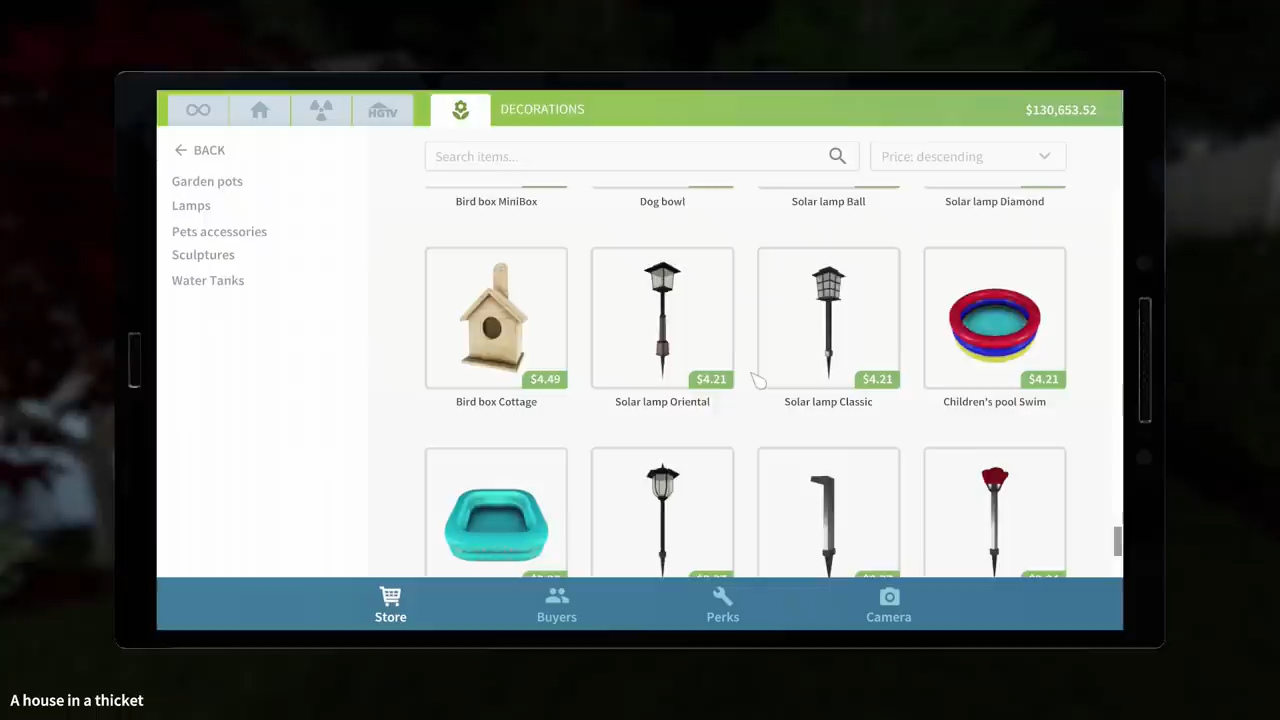 HGTV
DECORATIONS
$130,653.52
BACK
Search items...
Price: descending
Garden pots
Lamps
Pets accessories
Sculptures
Water Tanks
Bird box MiniBox
Dog bowl
Solar lamp Ball
Solar lamp Diamond
$4.49
$4.21
$4.21
$4.21
Bird box Cottage
Solar lamp Oriental
Solar lamp Classic
Children's pool Swim
Store
Buyers
Perks
Camera
A house in a thicket